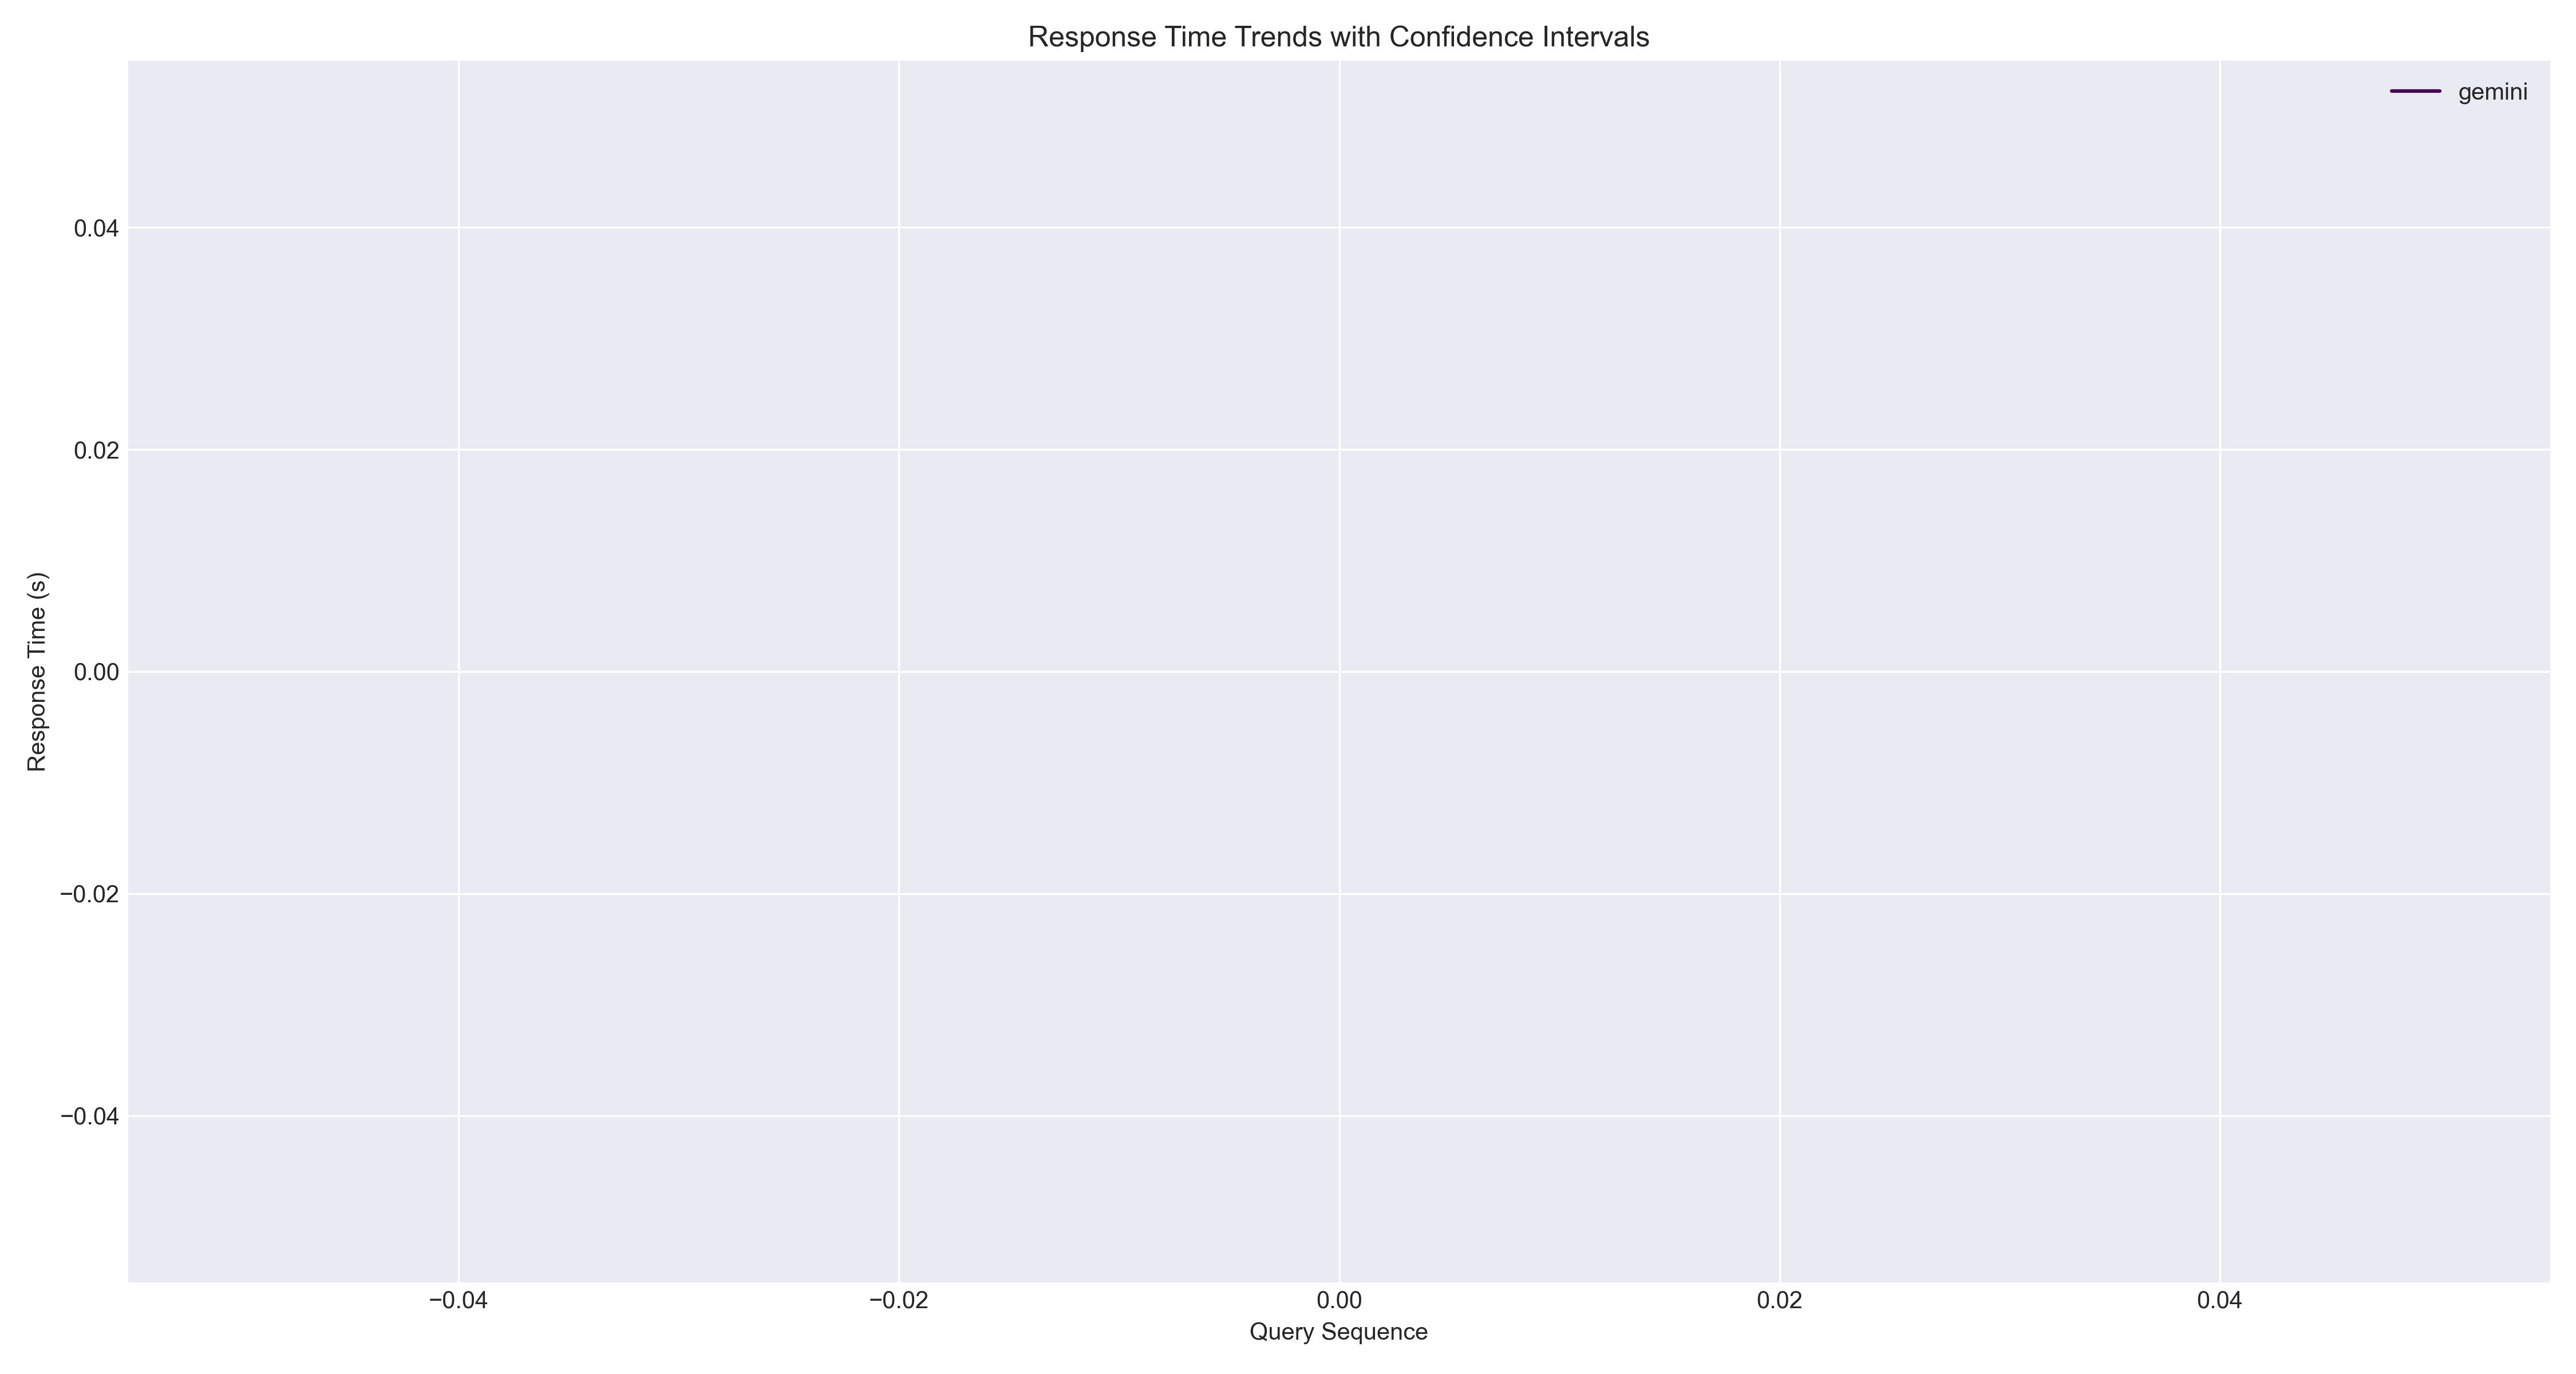 Response Time Trends with Confidence Intervals
gemini
0.04
0.02
0.00
−0.02
−0.04
Response Time (s)
−0.04
−0.02
0.00
0.02
0.04
Query Sequence